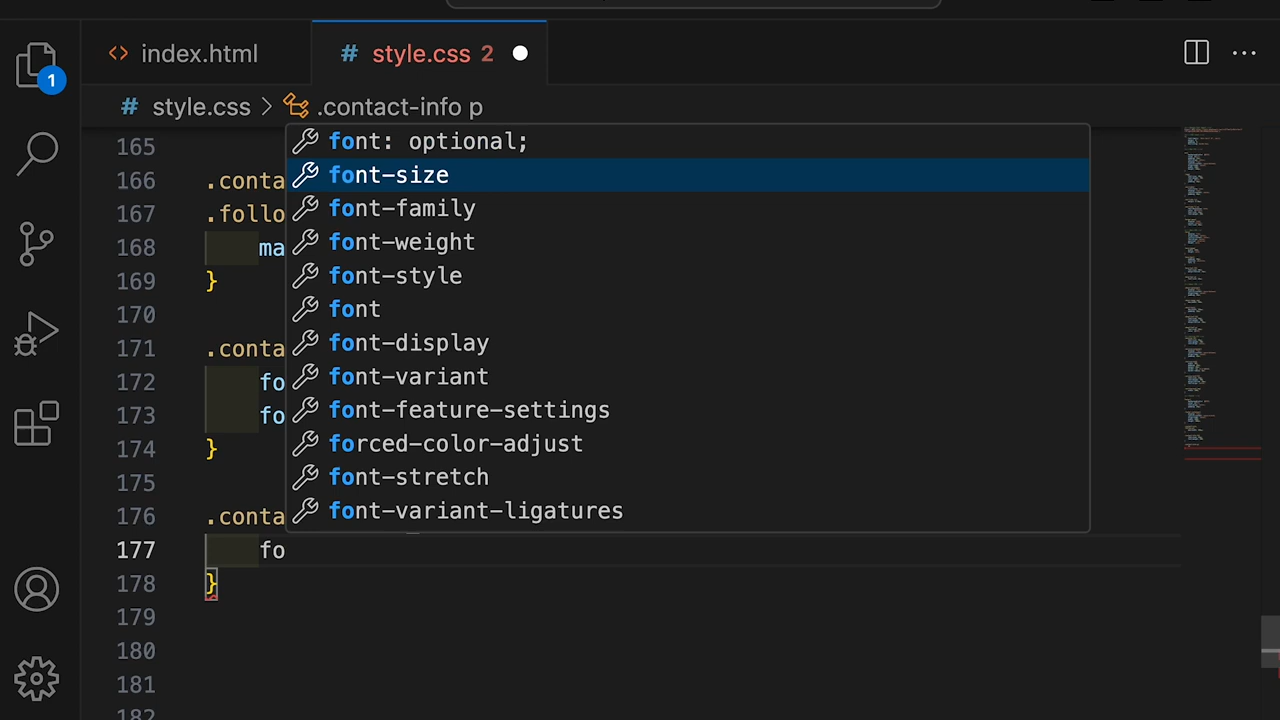 index.html
# style.css 2
1
# style.css > .contact-info p
165
font: optional;
166 .conta
font-size
167 .follo
font-family
168 ma
font-weight
169 }
font-style
170
font
171 .conta
font-display
172 fo
font-variant
173 fo
font-feature-settings
174 }
forced-color-adjust
175
font-stretch
176 .conta
font-variant-ligatures
177 fo
178 }
179
180
181
182